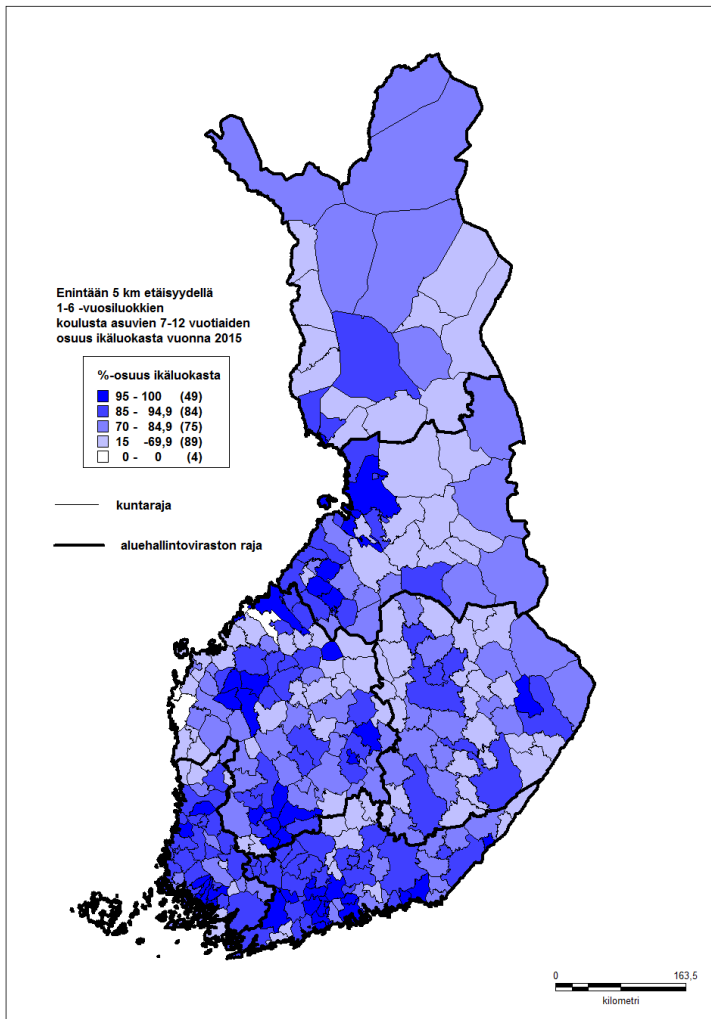 Enintään 5 km etäisyydellä
1-6 -vuosiluokkien
koulusta asuvien 7-12 vuotiaiden
osuus ikäluokasta vuonna 2015
%-osuus ikäluokasta
95 - 100 (49)
85 - 94,9 (84)
70 - 84,9 (75)
15 -69,9 (89)
0 - 0 (4)
kuntaraja
aluehallintoviraston raja
0 163,5
kilometri